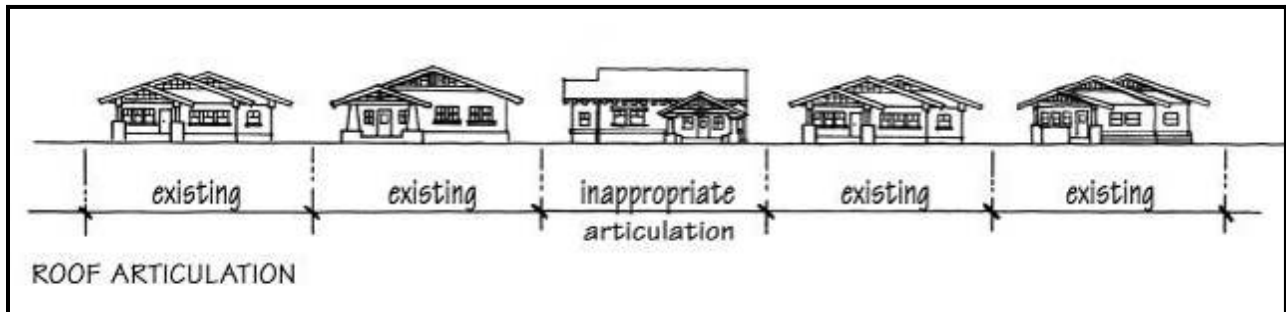 existing existing inappropriate existing existing
articulation
ROOF ARTICULATION